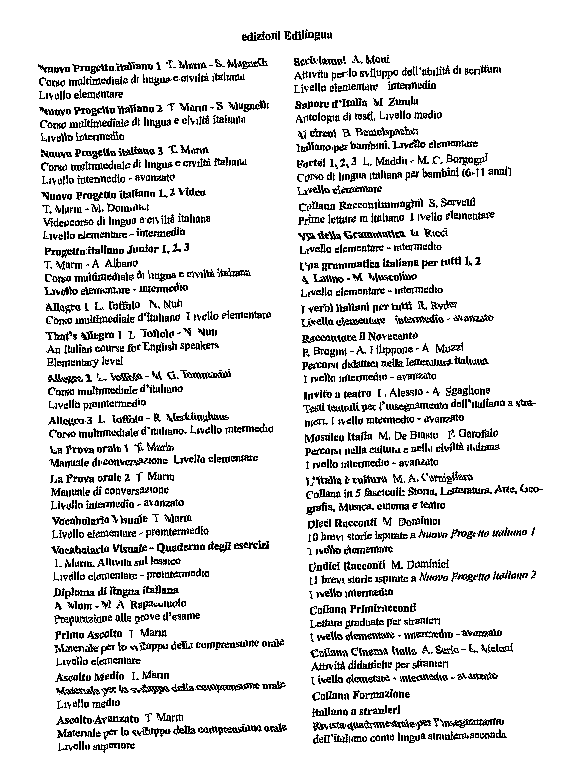 edizioni Edilingua
Nuovo Progetto italiano 1 T. Marin - S. Magnelli
Corso multimediale di lingua e civiltà italiana
Livello elementare
Nuovo Progetto italiano 2 T. Marin - S. Magnelli
Corso multimediale di lingua e civiltà italiana
Livello intermedio
Nuovo Progetto italiano 3 T. Marin
Corso multimediale di lingua e civiltà italiana
Livello intermedio - avanzato
Nuovo Progetto italiano 1, 2 Video
T. Marin - M. Dominici
Videocorso di lingua e civiltà italiana
Livello elementare - intermedio
Progetto italiano Junior 1, 2, 3
T. Marin - A. Albano
Corso multimediale di lingua e civiltà italiana
Livello elementare - intermedio
Allegro 1 L. Toffolo - N. Nuti
Corso multimediale d'italiano. Livello elementare
That's Allegro 1 L. Toffolo - N. Nuti
An Italian course for English speakers
Elementary level
Allegro 2 L. Toffolo - M. G. Tommasini
Corso multimediale d'italiano
Livello preintermedio
Allegro 3 L. Toffolo - R. Merklinghaus
Corso multimediale d'italiano. Livello intermedio
La Prova orale 1 T. Marin
Manuale di conversazione. Livello elementare
La Prova orale 2 T. Marin
Manuale di conversazione
Livello intermedio - avanzato
Vocabolario Visuale T. Marin
Livello elementare - preintermedio
Vocabolario Visuale - Quaderno degli esercizi
T. Marin. Attività sul lessico
Livello elementare - preintermedio
Diploma di lingua italiana
A. Moni - M. A. Rapacciuolo
Preparazione alle prove d'esame
Primo Ascolto T. Marin
Materiale per lo sviluppo della comprensione orale
Livello elementare
Ascolto Medio T. Marin
Materiale per lo sviluppo della comprensione orale
Livello medio
Ascolto Avanzato T. Marin
Materiale per lo sviluppo della comprensione orale
Livello superiore
Scriviamo! A. Moni
Attività per lo sviluppo dell'abilità di scrittura
Livello elementare - intermedio
Sapore d'Italia M. Zurula
Antologia di testi. Livello medio
Al circo! B. Beutelspacher
Italiano per bambini. Livello elementare
Forte! 1, 2, 3 L. Maddii - M. C. Borgogni
Corso di lingua italiana per bambini (6-11 anni)
Livello elementare
Collana Raccontimmagini S. Servetti
Prime letture in italiano. Livello elementare
Via della Grammatica M. Ricci
Livello elementare - intermedio
Una grammatica italiana per tutti 1, 2
A. Latino - M. Muscolino
Livello elementare - intermedio
I verbi italiani per tutti R. Ryder
Livello elementare - intermedio - avanzato
Raccontare il Novecento
P. Brogini - A. Filippone - A. Muzzi
Percorsi didattici nella letteratura italiana
Livello intermedio - avanzato
Invito a teatro L. Alessio - A. Sgaglione
Testi teatrali per l'insegnamento dell'italiano a stra-
nieri. Livello intermedio - avanzato
Mosaico Italia M. De Biasio - P. Garofalo
Percorsi nella cultura e nella civiltà italiana
Livello intermedio - avanzato
L'Italia è cultura M. A. Cernigliaro
Collana in 5 fascicoli: Storia, Letteratura, Arte, Geo-
grafia, Musica, cinema e teatro
Dieci Racconti M. Dominici
10 brevi storie ispirate a Nuovo Progetto italiano 1
Livello elementare
Undici Racconti M. Dominici
11 brevi storie ispirate a Nuovo Progetto italiano 2
Livello intermedio
Collana Primiracconti
Letture graduate per stranieri
Livello elementare - intermedio - avanzato
Collana Cinema Italia A. Serio - E. Meloni
Attività didattiche per stranieri
Livello elementare - intermedio - avanzato
Collana Formazione
italiano a stranieri
Rivista quadrimestrale per l'insegnamento
dell'italiano come lingua straniera/seconda